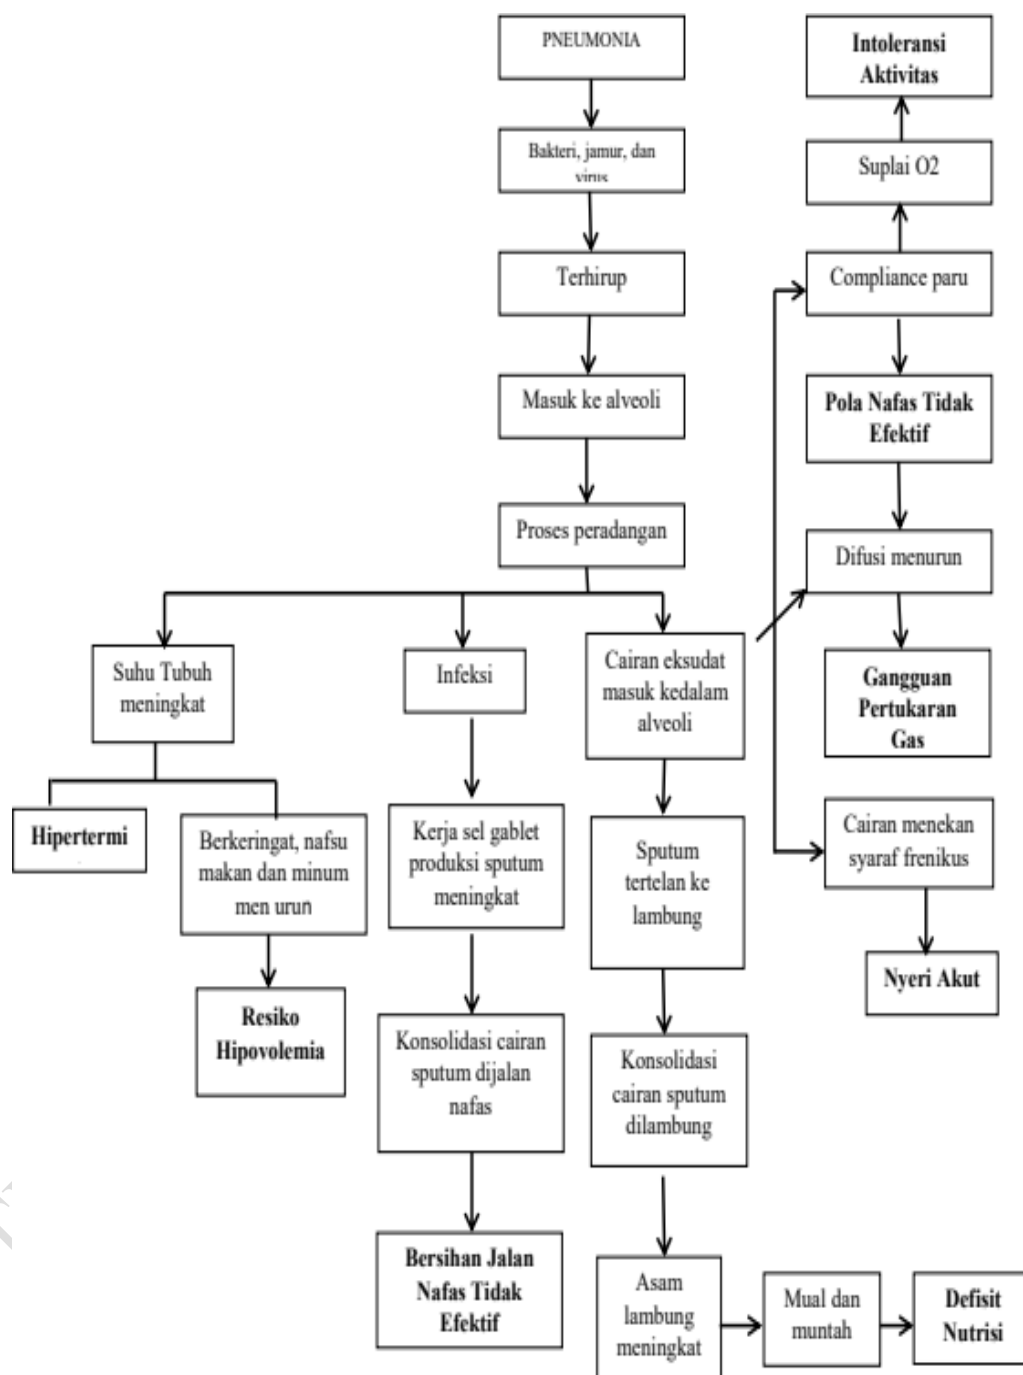 PNEUMONIA
Bakteri, jamur, dan
virus
Terhirup
Masuk ke alveoli
Proses peradangan
Suhu Tubuh
meningkat
Hipertermi
Berkeringat, nafsu
makan dan minum
men urun
Resiko
Hipovolemia
Infeksi
Kerja sel gablet
produksi sputum
meningkat
Konsolidasi cairan
sputum dijalan
nafas
Bersihan Jalan
Nafas Tidak
Efektif
Cairan eksudat
masuk kedalam
alveoli
Sputum
tertelan ke
lambung
Konsolidasi
cairan sputum
dilambung
Asam
lambung
meningkat
Mual dan
muntah
Defisit
Nutrisi
Intoleransi
Aktivitas
Suplai O2
Compliance paru
Pola Nafas Tidak
Efektif
Difusi menurun
Gangguan
Pertukaran
Gas
Cairan menekan
syaraf frenikus
Nyeri Akut